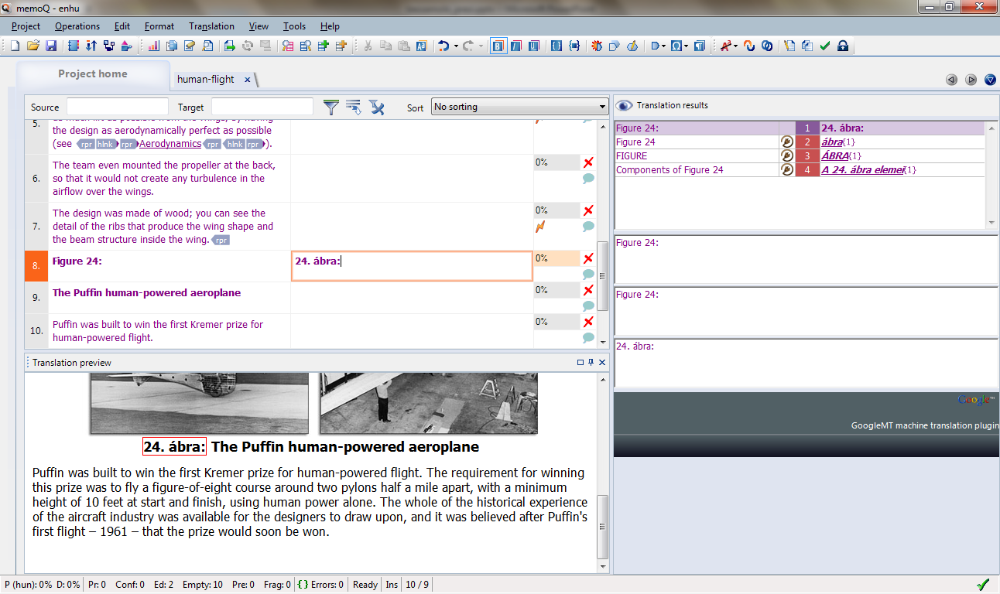 memoQ - enhu
Project Operations Edit Format Translation View Tools Help
Project home
human-flight
Source Target Sort No sorting
5.
the design as aerodynamically perfect as possible
(see rpr hlnk rpr Aerodynamics rpr hlnk rpr ).
6.
The team even mounted the propeller at the back,
so that it would not create any turbulence in the
airflow over the wings.
0%
7.
The design was made of wood; you can see the
detail of the ribs that produce the wing shape and
the beam structure inside the wing. rpr
0%
8.
Figure 24:
24. ábra:
0%
9.
The Puffin human-powered aeroplane
0%
10.
Puffin was built to win the first Kremer prize for
human-powered flight.
0%
Translation preview
24. ábra: The Puffin human-powered aeroplane
Puffin was built to win the first Kremer prize for human-powered flight. The requirement for winning
this prize was to fly a figure-of-eight course around two pylons half a mile apart, with a minimum
height of 10 feet at start and finish, using human power alone. The whole of the historical experience
of the aircraft industry was available for the designers to draw upon, and it was believed after Puffin's
first flight – 1961 – that the prize would soon be won.
Translation results
Figure 24: 1 24. ábra:
Figure 24 2 ábra{1}
FIGURE 3 ÁBRA{1}
Components of Figure 24 4 A 24. ábra elemei{1}
Figure 24:
Figure 24:
24. ábra:
Google™
GoogleMT machine translation plugin
P (hun): 0% D: 0% Pr: 0 Conf: 0 Ed: 2 Empty: 10 Pre: 0 Frag: 0 {} Errors: 0 Ready Ins 10 / 9